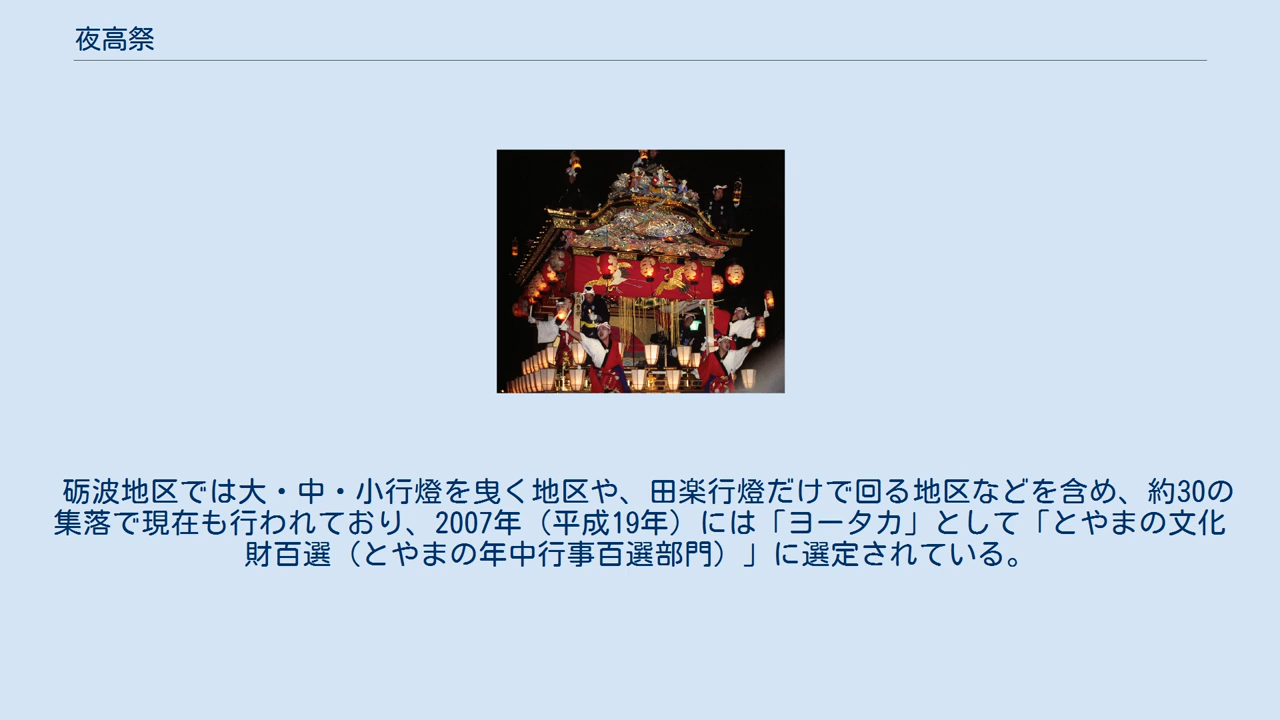 夜高祭
砺波地区では大・中・小行燈を曳く地区や、田楽行燈だけで回る地区などを含め、約30の
集落で現在も行われており、2007年（平成19年）には「ヨータカ」として「とやまの文化
財百選（とやまの年中行事百選部門）」に選定されている。